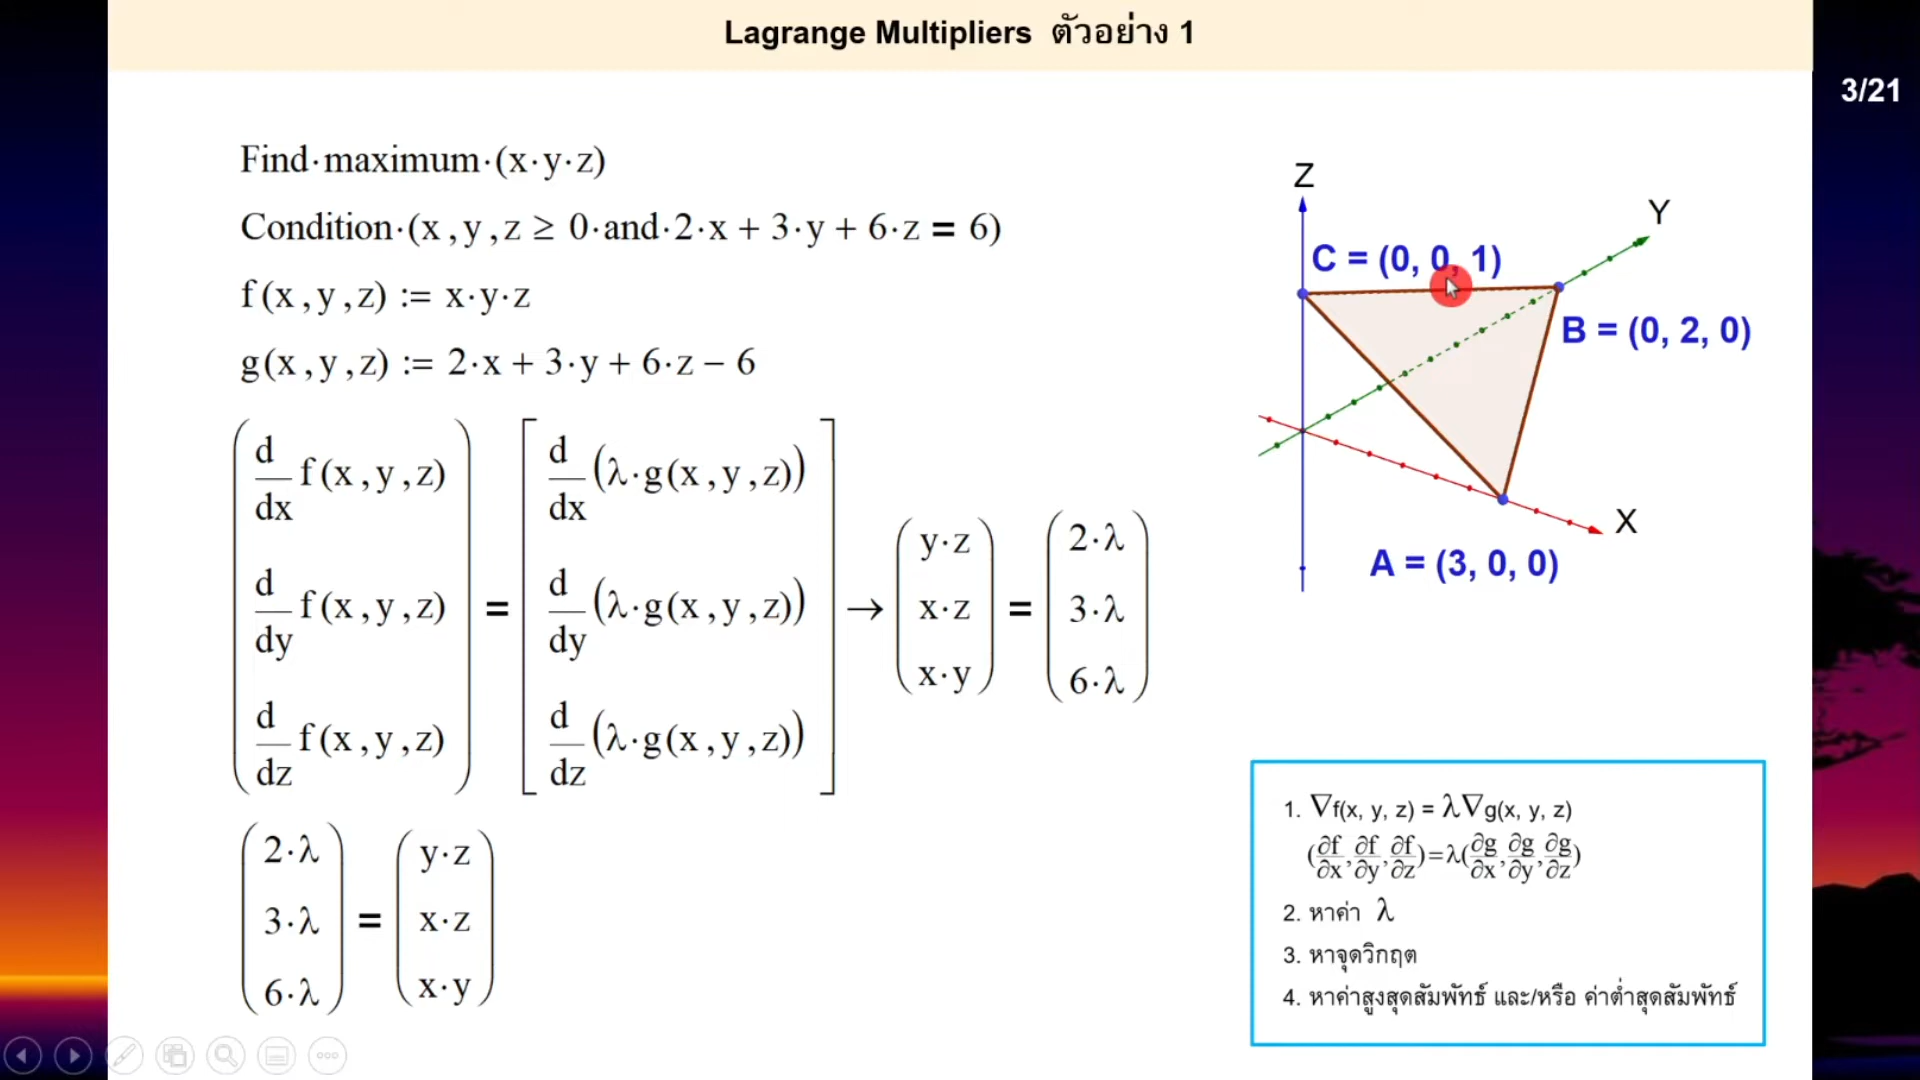 Lagrange Multipliers ตัวอย่าง 1
3/21
Find·maximum·(x·y·z)
Condition·(x,y,z ≥ 0·and·2·x + 3·y + 6·z = 6)
f(x,y,z) := x·y·z
g(x,y,z) := 2·x + 3·y + 6·z − 6
d/dx f(x,y,z) = d/dx (λ·g(x,y,z)) → y·z = 2·λ
d/dy f(x,y,z) = d/dy (λ·g(x,y,z)) → x·z = 3·λ
d/dz f(x,y,z) = d/dz (λ·g(x,y,z)) → x·y = 6·λ
2·λ = y·z
3·λ = x·z
6·λ = x·y
Z
Y
C = (0, 0, 1)
B = (0, 2, 0)
X
A = (3, 0, 0)
1. ∇f(x, y, z) = λ∇g(x, y, z)
(∂f/∂x, ∂f/∂y, ∂f/∂z)=λ(∂g/∂x, ∂g/∂y, ∂g/∂z)
2. หาค่า λ
3. หาจุดวิกฤต
4. หาค่าสูงสุดสัมพัทธ์ และ/หรือ ค่าต่ำสุดสัมพัทธ์